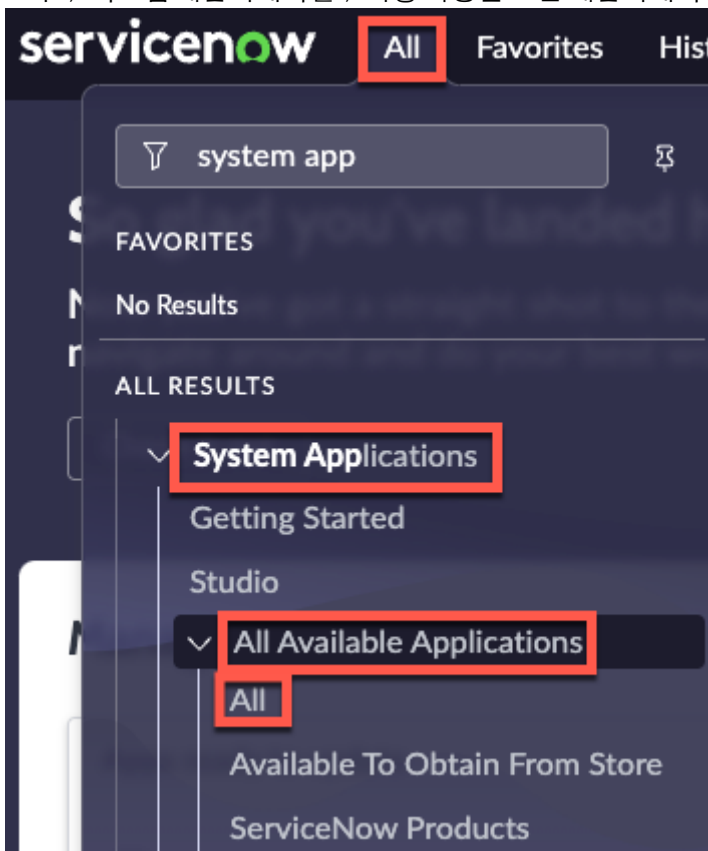 servicenow All Favorites Hist
system app
FAVORITES
No Results
ALL RESULTS
System Applications
Getting Started
Studio
All Available Applications
All
Available To Obtain From Store
ServiceNow Products